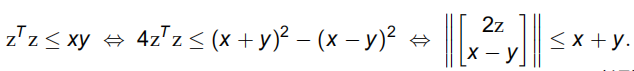 zᵀz ≤ xy ⇔ 4zᵀz ≤ (x + y)² − (x − y)² ⇔ ‖[2z; x − y]‖ ≤ x + y.